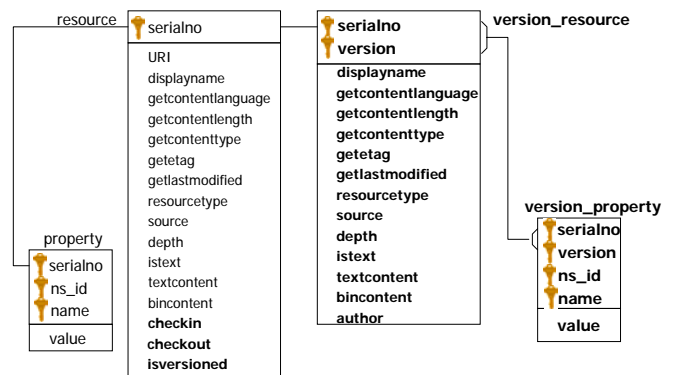 resource
serialno
URI
displayname
getcontentlanguage
getcontentlength
getcontenttype
getetag
getlastmodified
resourcetype
source
depth
istext
textcontent
bincontent
checkin
checkout
isversioned
property
serialno
ns_id
name
value
version_resource
serialno
version
displayname
getcontentlanguage
getcontentlength
getcontenttype
getetag
getlastmodified
resourcetype
source
depth
istext
textcontent
bincontent
author
version_property
serialno
version
ns_id
name
value